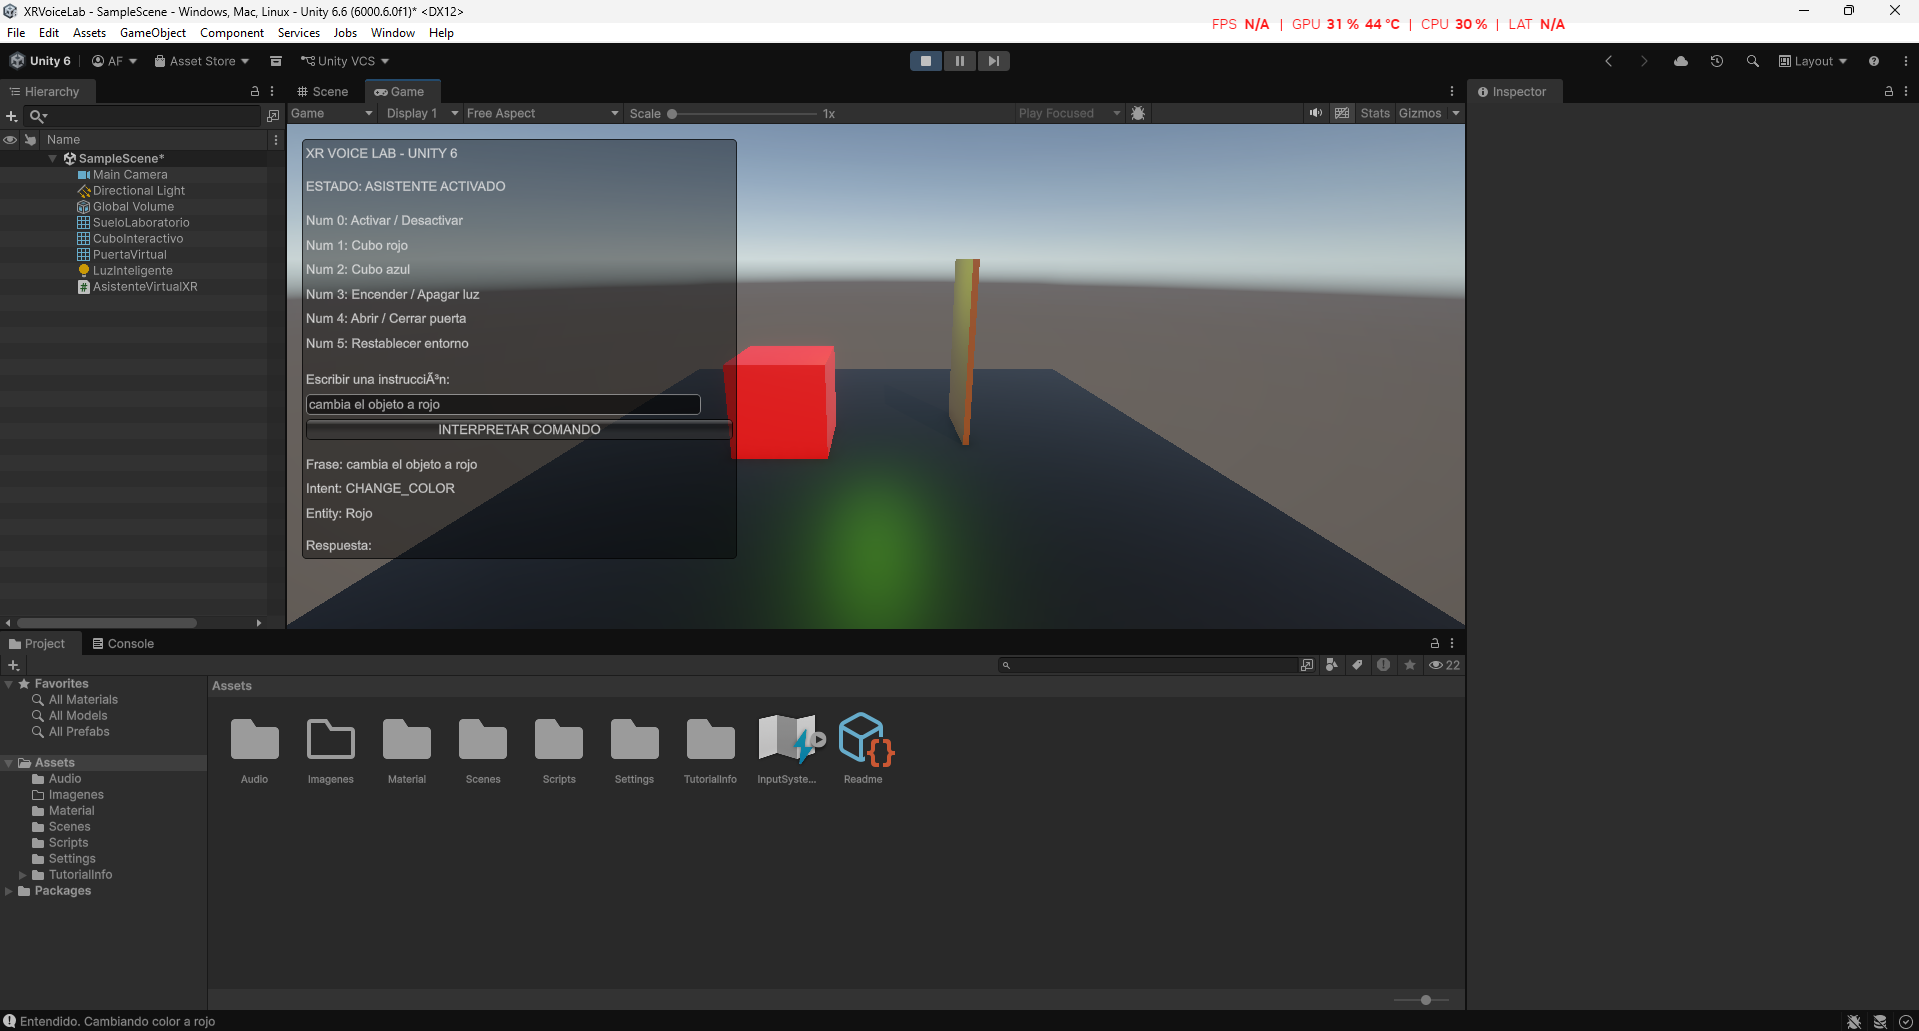 XRVoiceLab - SampleScene - Windows, Mac, Linux - Unity 6.6 (6000.6.0f1)* <DX12>
FPS N/A | GPU 31 % 44 °C | CPU 30 % | LAT N/A
File Edit Assets GameObject Component Services Jobs Window Help
Unity 6 AF Asset Store Unity VCS Layout
Hierarchy Scene Game Inspector
Game Display 1 Free Aspect Scale 1x Play Focused Stats Gizmos
Name
SampleScene*
Main Camera
Directional Light
Global Volume
SueloLaboratorio
CuboInteractivo
PuertaVirtual
LuzInteligente
AsistenteVirtualXR
XR VOICE LAB - UNITY 6
ESTADO: ASISTENTE ACTIVADO
Num 0: Activar / Desactivar
Num 1: Cubo rojo
Num 2: Cubo azul
Num 3: Encender / Apagar luz
Num 4: Abrir / Cerrar puerta
Num 5: Restablecer entorno
Escribir una instrucciÃ³n:
cambia el objeto a rojo
INTERPRETAR COMANDO
Frase: cambia el objeto a rojo
Intent: CHANGE_COLOR
Entity: Rojo
Respuesta:
Project Console
22
Favorites
All Materials
All Models
All Prefabs
Assets
Audio
Imagenes
Material
Scenes
Scripts
Settings
TutorialInfo
Packages
Assets
Audio Imagenes Material Scenes Scripts Settings TutorialInfo InputSyste... Readme
Entendido. Cambiando color a rojo